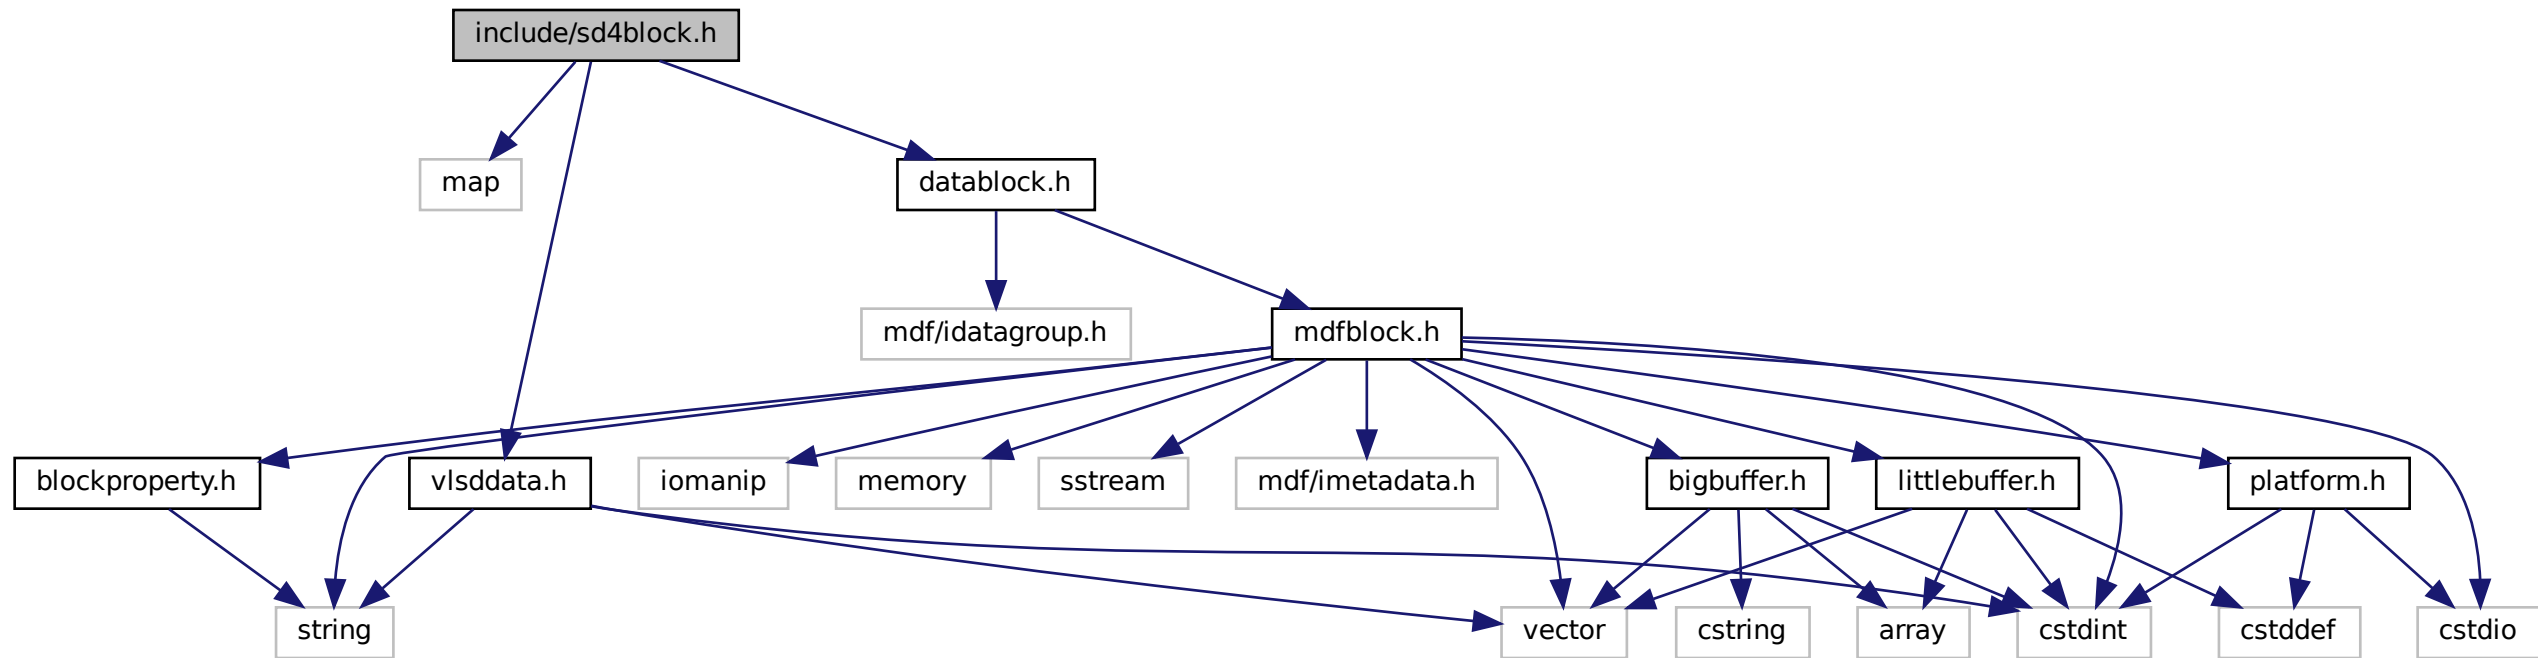 include/sd4block.h
map
datablock.h
mdf/idatagroup.h
mdfblock.h
blockproperty.h
vlsddata.h
iomanip
memory
sstream
mdf/imetadata.h
bigbuffer.h
littlebuffer.h
platform.h
string
vector
cstring
array
cstdint
cstddef
cstdio